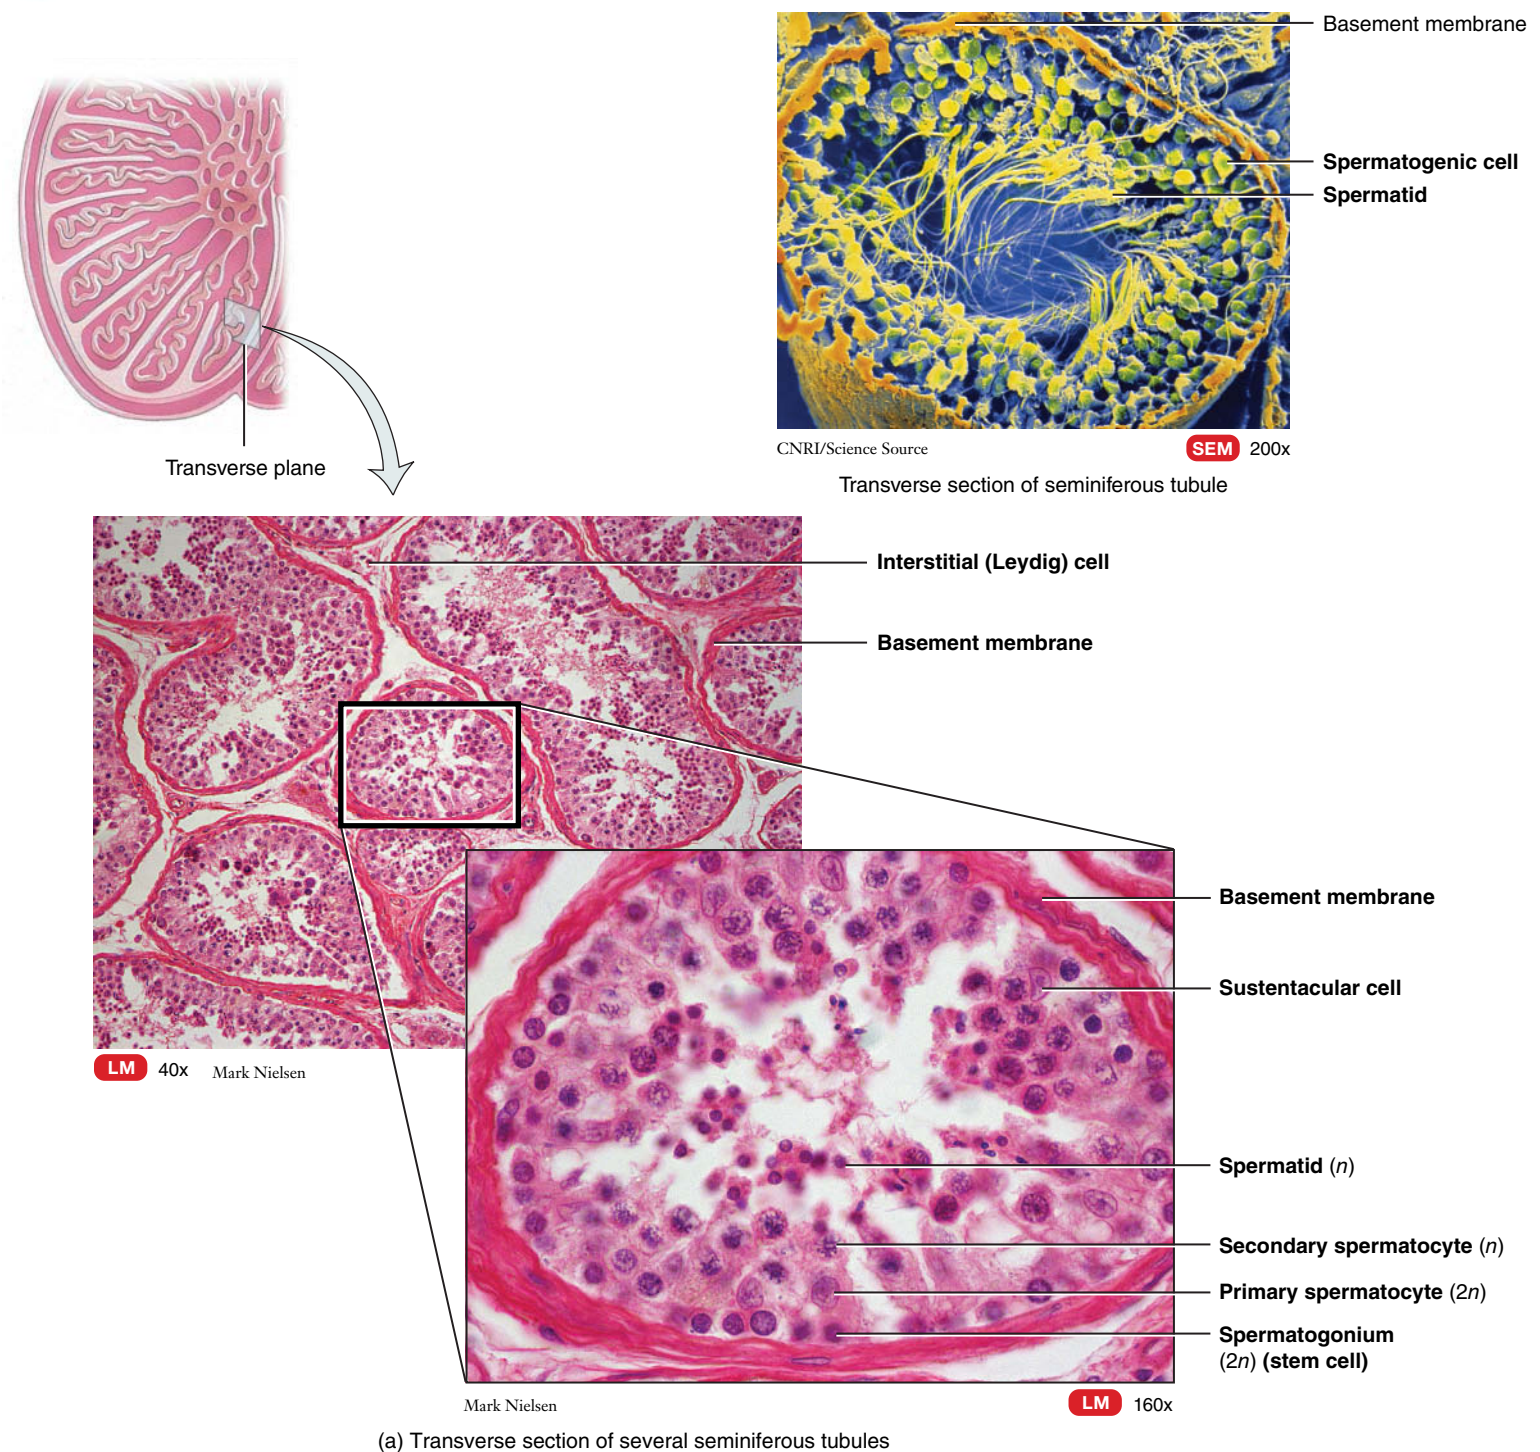 Basement membrane
Spermatogenic cell
Spermatid
Transverse plane
CNRI/Science Source
SEM 200x
Transverse section of seminiferous tubule
Interstitial (Leydig) cell
Basement membrane
LM 40x Mark Nielsen
Basement membrane
Sustentacular cell
Spermatid (n)
Secondary spermatocyte (n)
Primary spermatocyte (2n)
Spermatogonium
(2n) (stem cell)
Mark Nielsen
LM 160x
(a) Transverse section of several seminiferous tubules